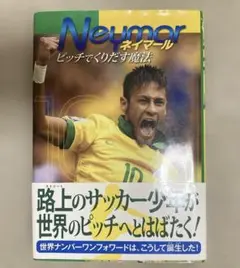 Neymar
ネイマール
ピッチでくりだす魔法
10
路上のサッカー少年が
世界のピッチへとはばたく!
世界ナンバーワンフォワードは、こうして誕生した!